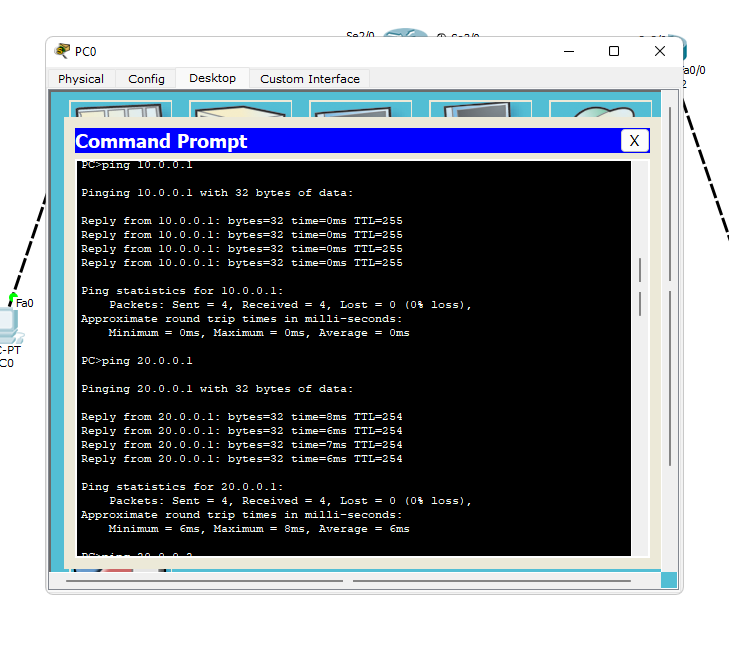 Se2/0
PC0
Physical
Config
Desktop
Custom Interface
Fa0/0
2
Command Prompt
X
PC>ping 10.0.0.1
Pinging 10.0.0.1 with 32 bytes of data:
Reply from 10.0.0.1: bytes=32 time=0ms TTL=255
Reply from 10.0.0.1: bytes=32 time=0ms TTL=255
Reply from 10.0.0.1: bytes=32 time=0ms TTL=255
Reply from 10.0.0.1: bytes=32 time=0ms TTL=255
Ping statistics for 10.0.0.1:
Packets: Sent = 4, Received = 4, Lost = 0 (0% loss),
Approximate round trip times in milli-seconds:
Minimum = 0ms, Maximum = 0ms, Average = 0ms
PC>ping 20.0.0.1
Pinging 20.0.0.1 with 32 bytes of data:
Reply from 20.0.0.1: bytes=32 time=8ms TTL=254
Reply from 20.0.0.1: bytes=32 time=6ms TTL=254
Reply from 20.0.0.1: bytes=32 time=7ms TTL=254
Reply from 20.0.0.1: bytes=32 time=6ms TTL=254
Ping statistics for 20.0.0.1:
Packets: Sent = 4, Received = 4, Lost = 0 (0% loss),
Approximate round trip times in milli-seconds:
Minimum = 6ms, Maximum = 8ms, Average = 6ms
Fa0
C-PT
C0